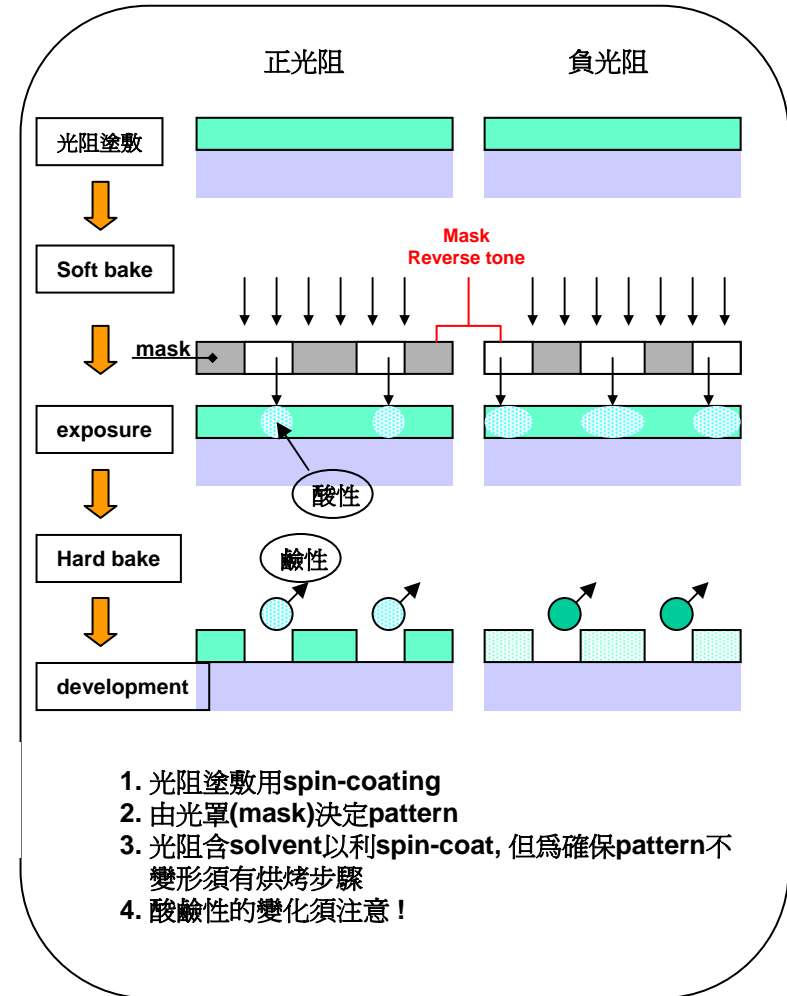 正光阻
負光阻
光阻塗敷
Soft bake
Mask
Reverse tone
mask
exposure
酸性
Hard bake
鹼性
development
1. 光阻塗敷用spin-coating
2. 由光罩(mask)決定pattern
3. 光阻含solvent以利spin-coat, 但爲確保pattern不
變形須有烘烤步驟
4. 酸鹼性的變化須注意 !